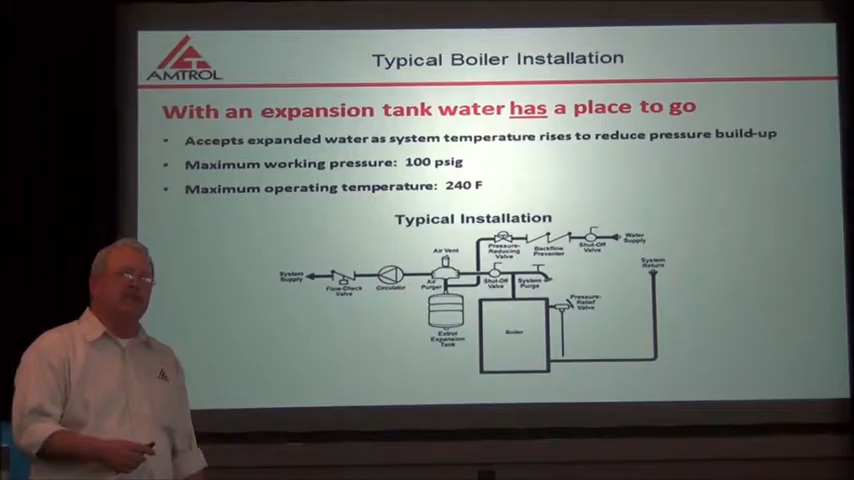 AMTROL
Typical Boiler Installation
With an expansion tank water has a place to go
• Accepts expanded water as system temperature rises to reduce pressure build-up
• Maximum working pressure: 100 psig
• Maximum operating temperature: 240 F
Typical Installation
Air Vent
Pressure-
Reducing
Valve
Backflow
Preventer
Shut-Off
Valve
Water
Supply
System
Supply
Flow-Check
Valve
Circulator
Air
Purger
Shut-Off
Valve
System
Purge
System
Return
Extrol
Expansion
Tank
Boiler
Pressure-
Relief
Valve